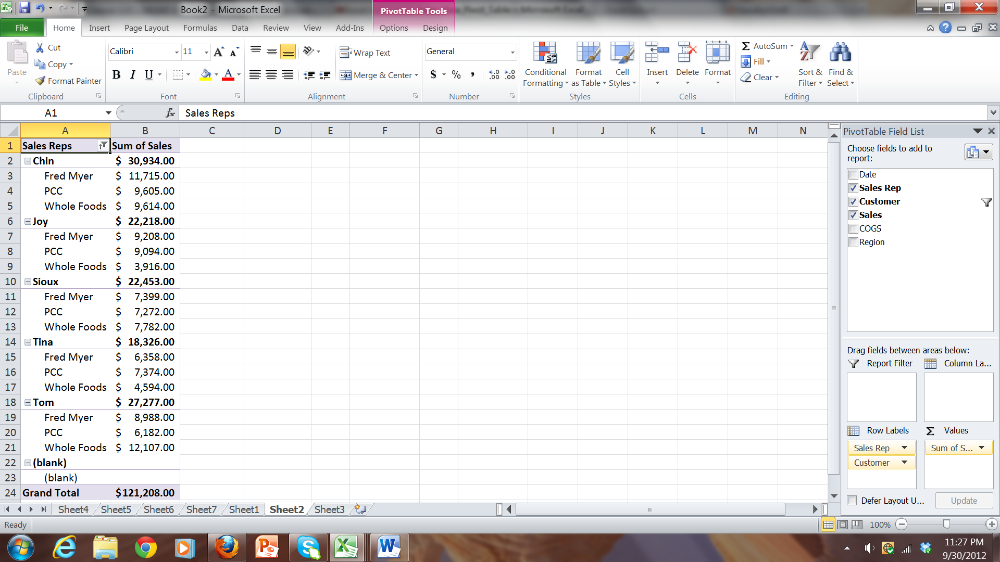 Book2 - Microsoft Excel
PivotTable Tools
File Home Insert Page Layout Formulas Data Review View Add-Ins Options Design
Paste
Cut
Copy
Format Painter
Clipboard
Calibri 11
B I U
A
Font
Wrap Text
Merge & Center
Alignment
General
$ % ,
Number
Conditional Formatting
Format as Table
Cell Styles
Styles
Insert Delete Format
Cells
AutoSum
Fill
Clear
Sort & Filter
Find & Select
Editing
A1 fx Sales Reps
A B C D E F G H I J K L M N
1 Sales Reps Sum of Sales
2 Chin $ 30,934.00
3 Fred Myer $ 11,715.00
4 PCC $ 9,605.00
5 Whole Foods $ 9,614.00
6 Joy $ 22,218.00
7 Fred Myer $ 9,208.00
8 PCC $ 9,094.00
9 Whole Foods $ 3,916.00
10 Sioux $ 22,453.00
11 Fred Myer $ 7,399.00
12 PCC $ 7,272.00
13 Whole Foods $ 7,782.00
14 Tina $ 18,326.00
15 Fred Myer $ 6,358.00
16 PCC $ 7,374.00
17 Whole Foods $ 4,594.00
18 Tom $ 27,277.00
19 Fred Myer $ 8,988.00
20 PCC $ 6,182.00
21 Whole Foods $ 12,107.00
22 (blank)
23 (blank)
24 Grand Total $121,208.00
PivotTable Field List
Choose fields to add to
report:
Date
Sales Rep
Customer
Sales
COGS
Region
Drag fields between areas below:
Report Filter Column La...
Row Labels Σ Values
Sales Rep Sum of S...
Customer
Defer Layout U... Update
Sheet4 Sheet5 Sheet6 Sheet7 Sheet1 Sheet2 Sheet3
Ready 100%
11:27 PM
9/30/2012